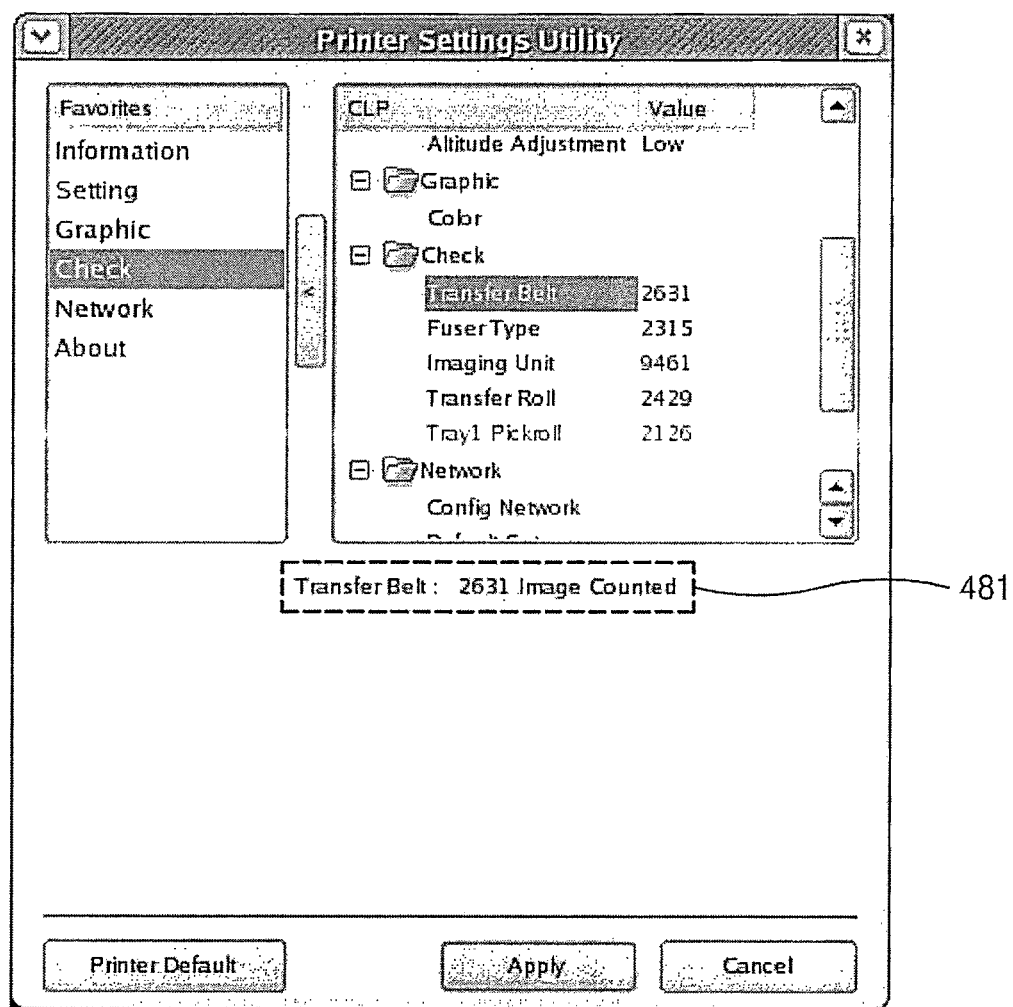 Printer Settings Utility
Favorites
Information
Setting
Graphic
Check
Network
About
<
CLP Value
Altitude Adjustment Low
Graphic
Color
Check
Transfer Belt 2631
Fuser Type 2315
Imaging Unit 9461
Transfer Roll 2429
Tray1 Pickroll 2126
Network
Config Network
Transfer Belt : 2631 Image Counted
481
Printer Default
Apply
Cancel